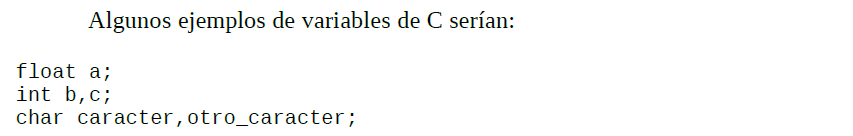 Algunos ejemplos de variables de C serían:
float a;
int b,c;
char caracter,otro_caracter;